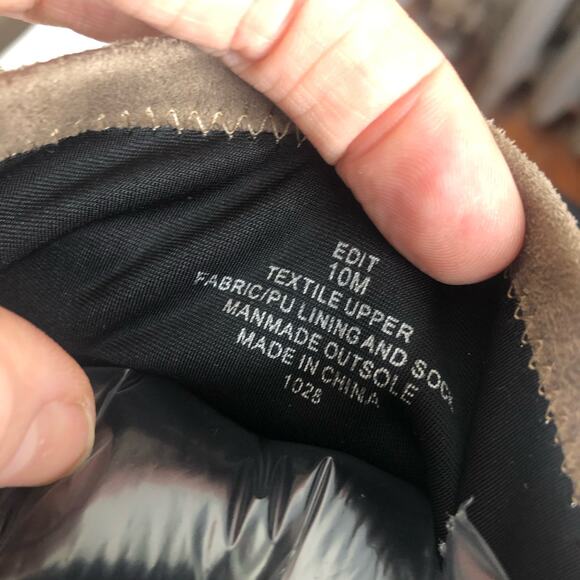 EDIT
10M
TEXTILE UPPER
FABRIC/PU LINING AND SOCK
MANMADE OUTSOLE
MADE IN CHINA
1028